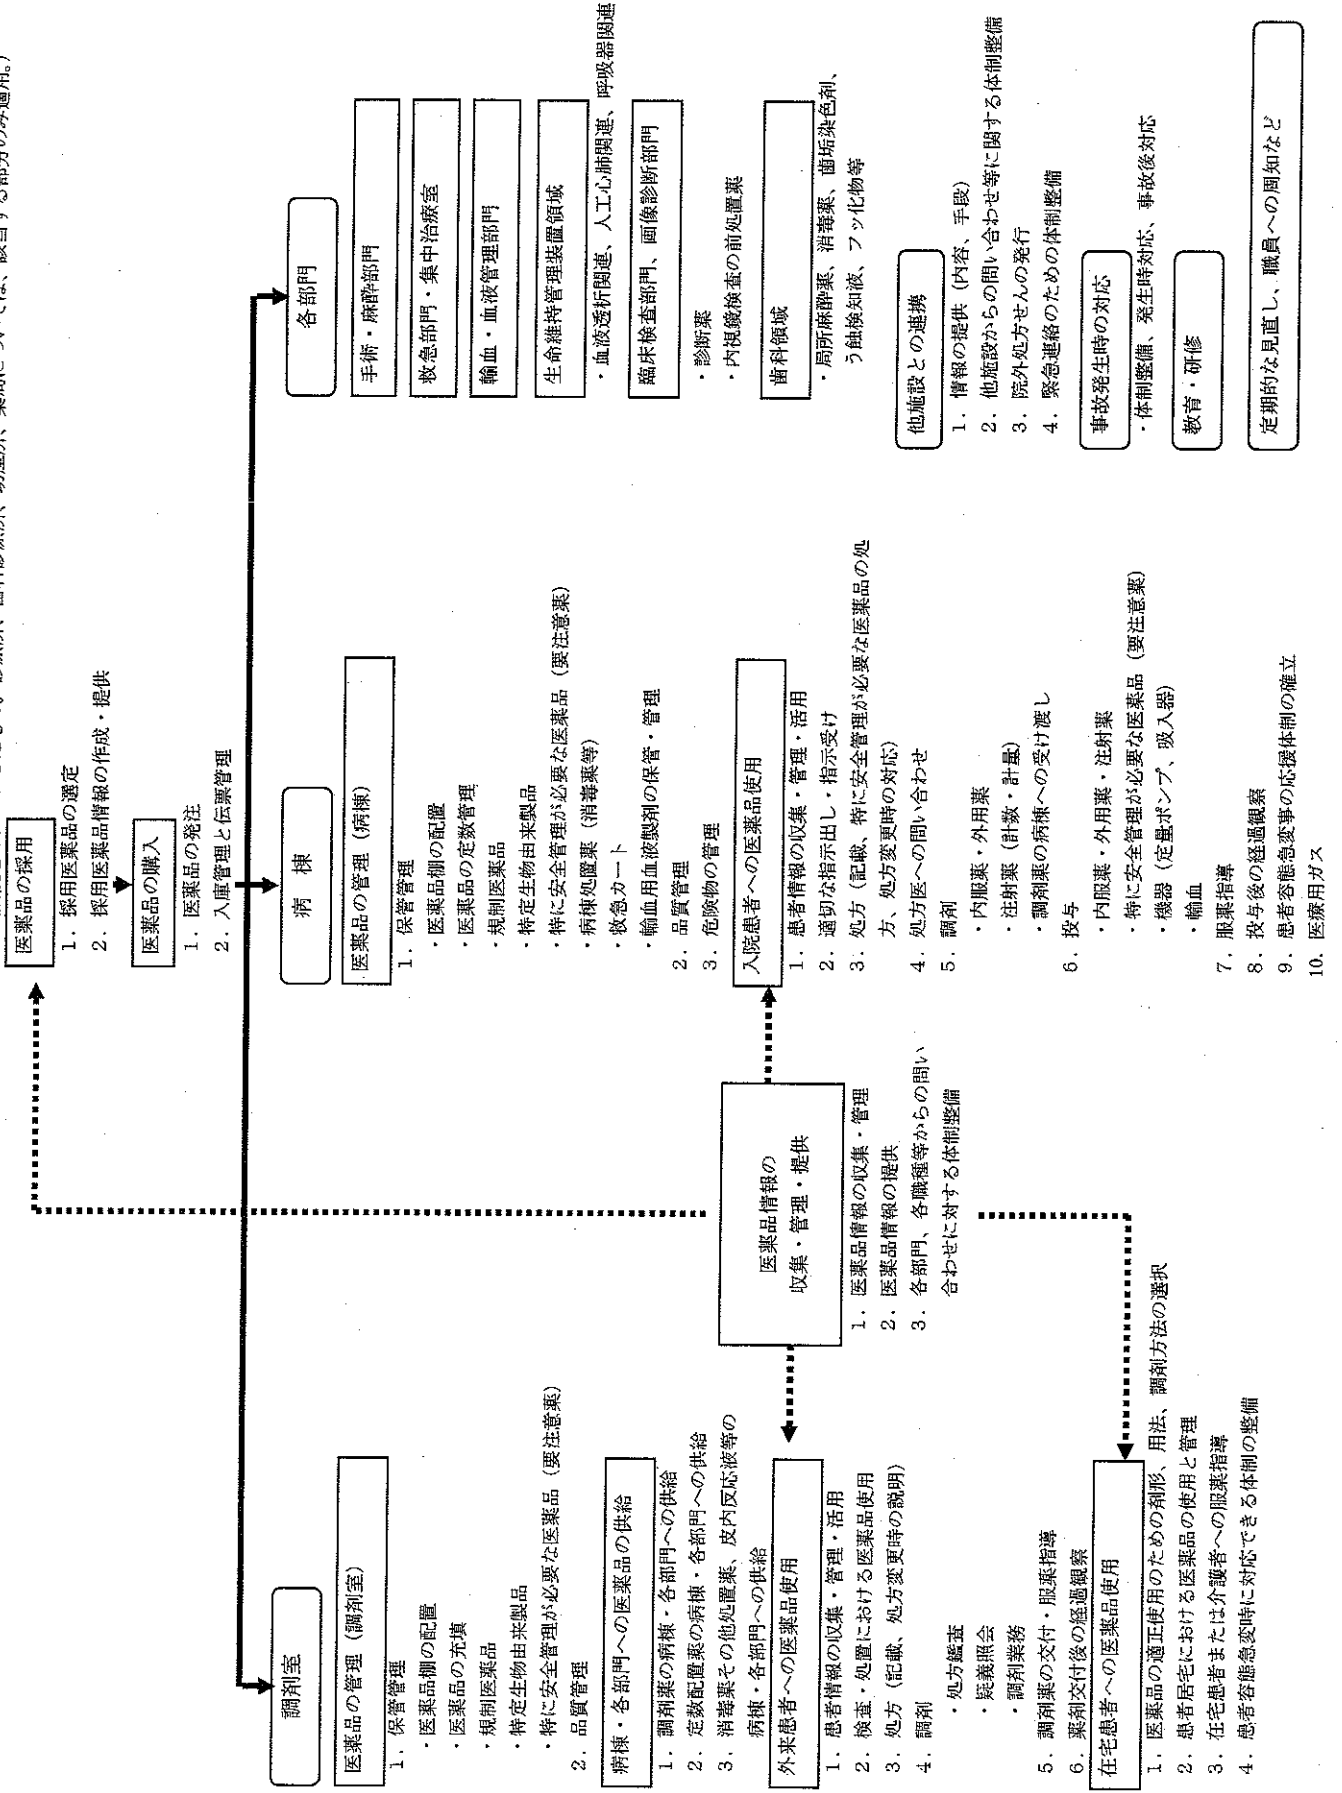 診療所、歯科診療所、助産所、薬局については、該当する部分のみ適用。）
医薬品の採用
1．採用医薬品の選定
2．採用医薬品情報の作成・提供
医薬品の購入
1．医薬品の発注
2．入庫管理と伝票管理
調剤室
医薬品の管理（調剤室）
1．保管管理
・医薬品棚の配置
・医薬品の充填
・規制医薬品
・特定生物由来製品
・特に安全管理が必要な医薬品（要注意薬）
2．品質管理
病棟・各部門への医薬品の供給
1．調剤薬の病棟・各部門への供給
2．定数配置薬の病棟・各部門への供給
3．消毒薬その他処置薬、皮内反応液等の
病棟・各部門への供給
外来患者への医薬品使用
1．患者情報の収集・管理・活用
2．検査・処置における医薬品使用
3．処方（記載、処方変更時の説明）
4．調剤
・処方鑑査
・疑義照会
・調剤業務
5．調剤薬の交付・服薬指導
6．薬剤交付後の経過観察
在宅患者への医薬品使用
1．医薬品の適正使用のための剤形、用法、調剤方法の選択
2．患者居宅における医薬品の使用と管理
3．在宅患者または介護者への服薬指導
4．患者容態急変時に対応できる体制の整備
医薬品情報の
収集・管理・提供
1．医薬品情報の収集・管理
2．医薬品情報の提供
3．各部門、各職種等からの問い
合わせに対する体制整備
病　棟
医薬品の管理（病棟）
1．保管管理
・医薬品棚の配置
・医薬品の定数管理
・規制医薬品
・特定生物由来製品
・特に安全管理が必要な医薬品（要注意薬）
・病棟処置薬（消毒薬等）
・救急カート
・輸血用血液製剤の保管・管理
2．品質管理
3．危険物の管理
入院患者への医薬品使用
1．患者情報の収集・管理・活用
2．適切な指示出し・指示受け
3．処方（記載、特に安全管理が必要な医薬品の処
方、処方変更時の対応）
4．処方医への問い合わせ
5．調剤
・内服薬・外用薬
・注射薬（計数・計量）
・調剤薬の病棟への受け渡し
6．投与
・内服薬・外用薬・注射薬
・特に安全管理が必要な医薬品（要注意薬）
・機器（定量ポンプ、吸入器）
・輸血
7．服薬指導
8．投与後の経過観察
9．患者容態急変事の応援体制の確立
10．医療用ガス
各部門
手術・麻酔部門
救急部門・集中治療室
輸血・血液管理部門
生命維持管理装置領域
・血液透析関連、人工心肺関連、呼吸器関連
臨床検査部門、画像診断部門
・診断薬
・内視鏡検査の前処置薬
歯科領域
・局所麻酔薬、消毒薬、歯垢染色剤、
う蝕検知液、フッ化物等
他施設との連携
1．情報の提供（内容、手段）
2．他施設からの問い合わせ等に関する体制整備
3．院外処方せんの発行
4．緊急連絡のための体制整備
事故発生時の対応
・体制整備、発生時対応、事故後対応
教育・研修
定期的な見直し、職員への周知など